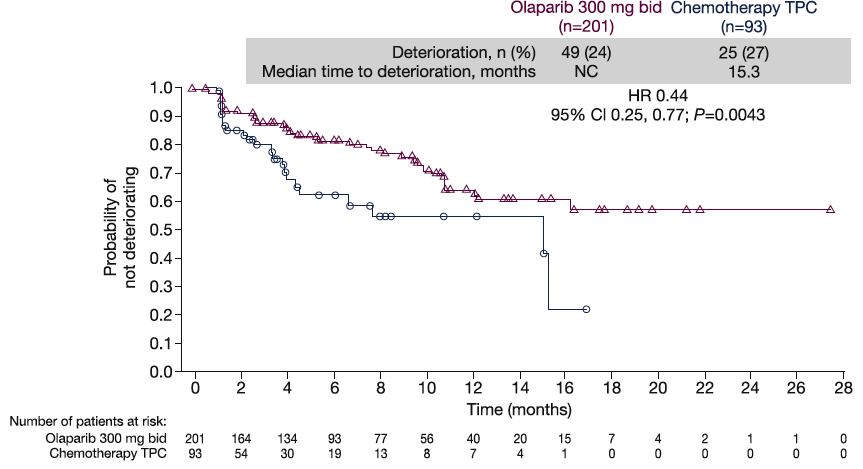 Olaparib 300 mg bid Chemotherapy TPC
(n=201) (n=93)
Deterioration, n (%) 49 (24) 25 (27)
Median time to deterioration, months NC 15.3
HR 0.44
95% CI 0.25, 0.77; P=0.0043
1.0
0.9
0.8
0.7
0.6
0.5
0.4
0.3
0.2
0.1
0.0
Probability of
not deteriorating
0 2 4 6 8 10 12 14 16 18 20 22 24 26 28
Time (months)
Number of patients at risk:
Olaparib 300 mg bid 201 164 134 93 77 56 40 20 15 7 4 2 1 1 0
Chemotherapy TPC 93 54 30 19 13 8 7 4 1 0 0 0 0 0 0